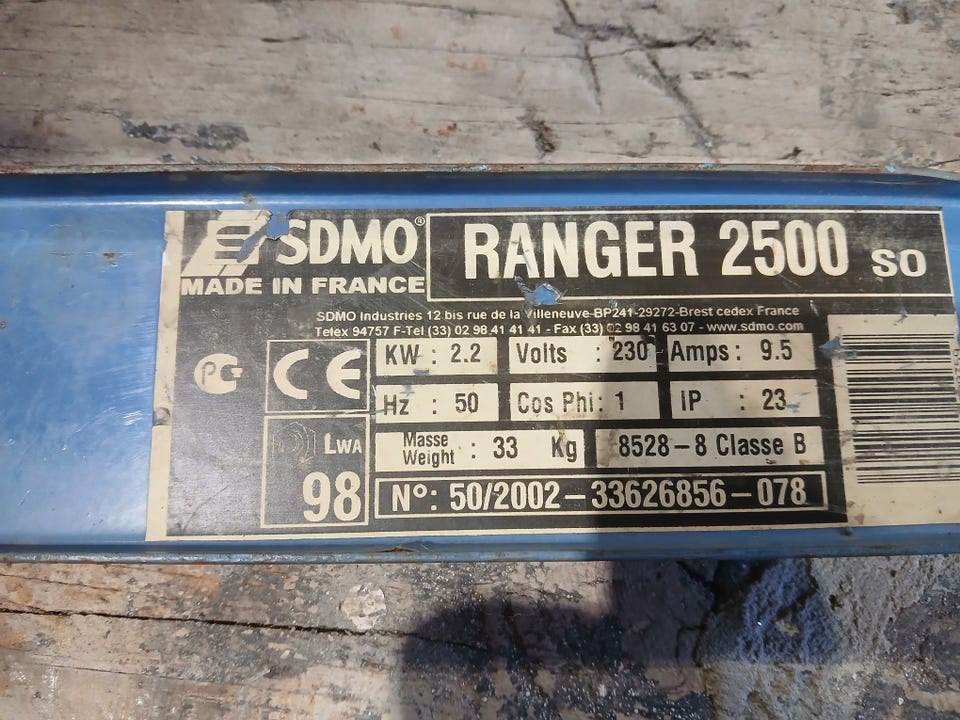 SDMO®
RANGER 2500 SO
MADE IN FRANCE
SDMO Industries 12 bis rue de la Villeneuve-BP241-29272-Brest cedex France
Telex 94757 F-Tel (33) 02 98 41 41 41 - Fax (33) 02 98 41 63 07 - www.sdmo.com
PG
CE
KW : 2.2
Volts : 230
Amps : 9.5
Hz : 50
Cos Phi : 1
IP : 23
LWA
98
Masse
Weight : 33 Kg
8528-8 Classe B
N°: 50/2002-33626856-078